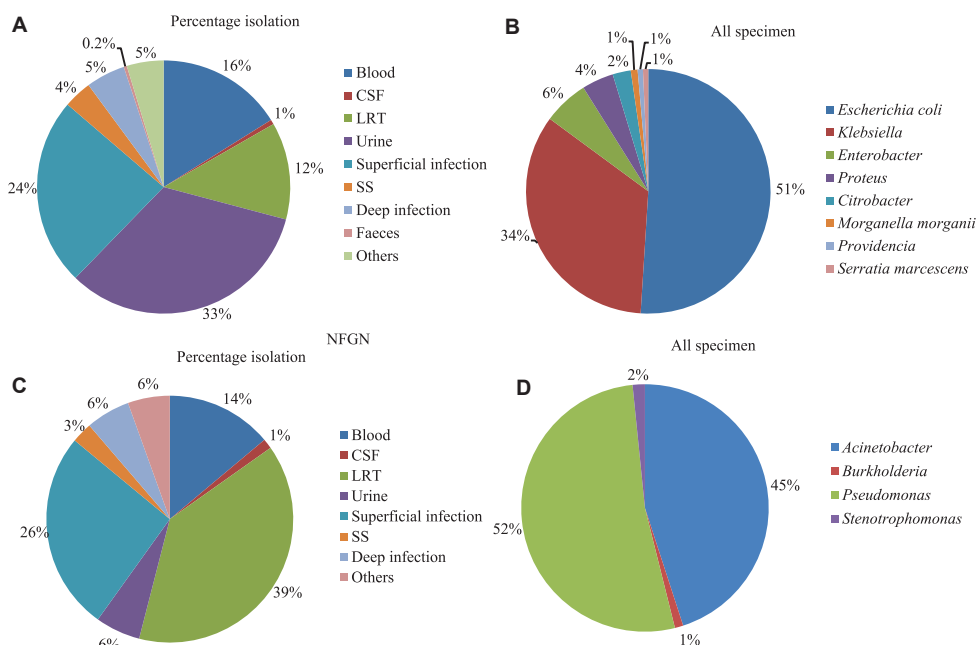 A
Percentage isolation
0.2%
5%
5%
4%
16%
1%
12%
24%
33%
Blood
CSF
LRT
Urine
Superficial infection
SS
Deep infection
Faeces
Others
B
All specimen
1%
1%
1%
2%
4%
6%
51%
34%
Escherichia coli
Klebsiella
Enterobacter
Proteus
Citrobacter
Morganella morganii
Providencia
Serratia marcescens
NFGN
C
Percentage isolation
6%
6%
3%
14%
1%
26%
39%
6%
Blood
CSF
LRT
Urine
Superficial infection
SS
Deep infection
Others
D
All specimen
2%
45%
52%
1%
Acinetobacter
Burkholderia
Pseudomonas
Stenotrophomonas